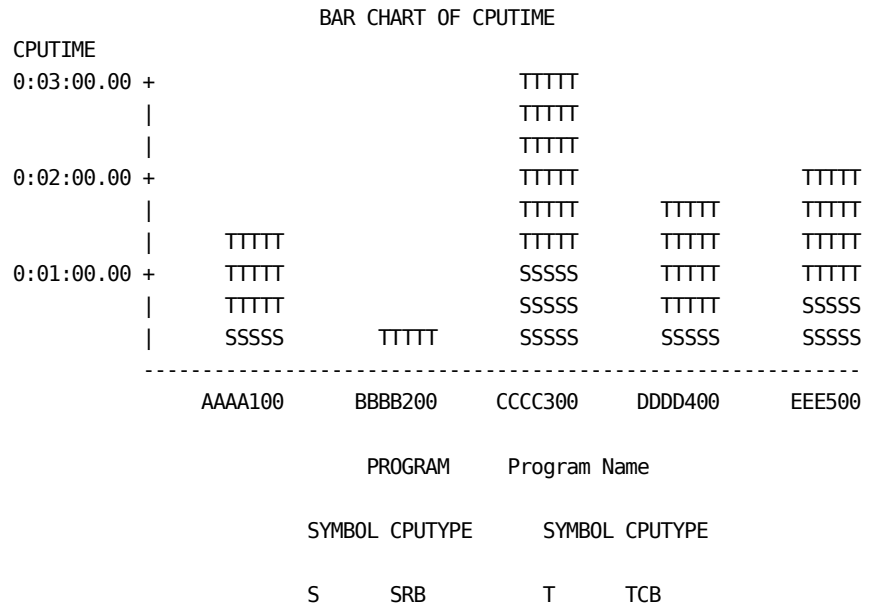 BAR CHART OF CPUTIME
CPUTIME
0:03:00.00 +                               TTTTT
           |                               TTTTT
           |                               TTTTT
0:02:00.00 +                               TTTTT                   TTTTT
           |                               TTTTT       TTTTT       TTTTT
           |      TTTTT                    TTTTT       TTTTT       TTTTT
0:01:00.00 +      TTTTT                    SSSSS       TTTTT       TTTTT
           |      TTTTT                    SSSSS       TTTTT       SSSSS
           |      SSSSS        TTTTT       SSSSS       SSSSS       SSSSS
           -------------------------------------------------------------
                AAAA100      BBBB200     CCCC300     DDDD400      EEE500
PROGRAM     Program Name
SYMBOL CPUTYPE      SYMBOL CPUTYPE
S      SRB          T      TCB